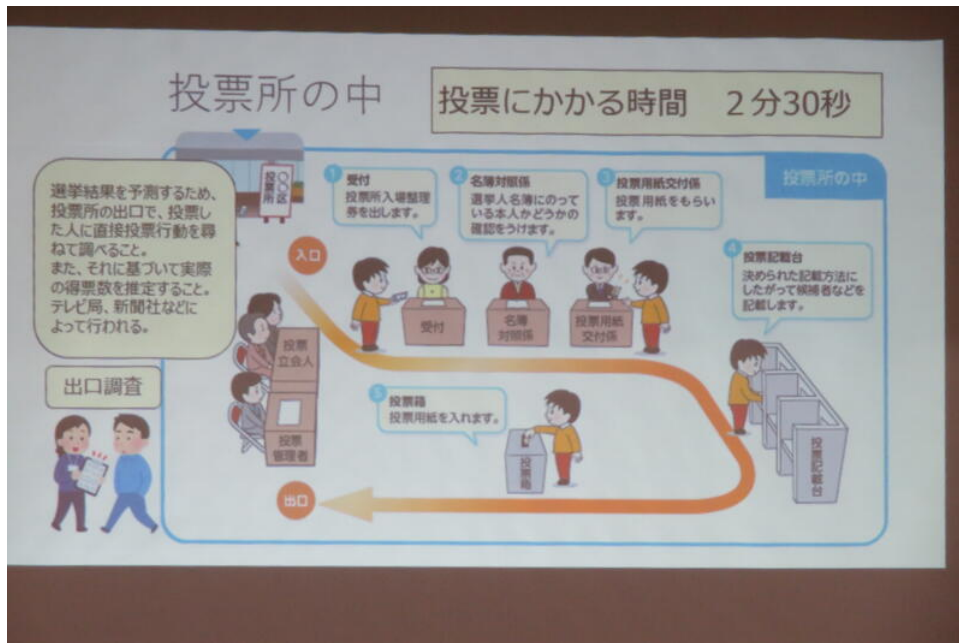 投票所の中
投票にかかる時間　2分30秒
選挙結果を予測するため、
投票所の出口で、投票し
た人に直接投票行動を尋
ねて調べること。
また、それに基づいて実際
の得票数を推定すること。
テレビ局、新聞社などに
よって行われる。
出口調査
〇〇区
投票所
投票所の中
入口
1 受付
投票所入場整理
券を出します。
2 名簿対照係
選挙人名簿にのって
いる本人かどうかの
確認をうけます。
3 投票用紙交付係
投票用紙をもらい
ます。
4 投票記載台
決められた記載方法に
したがって候補者などを
記載します。
受付
名簿
対照係
投票用紙
交付係
投票
立会人
投票
管理者
5 投票箱
投票用紙を入れます。
投票箱
投票記載台
出口